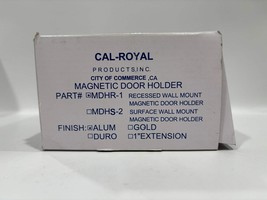 CAL-ROYAL
PRODUCTS,INC.
CITY OF COMMERCE ,CA
MAGNETIC DOOR HOLDER
PART# ☑MDHR-1 RECESSED WALL MOUNT
MAGNETIC DOOR HOLDER
☐MDHS-2 SURFACE WALL MOUNT
MAGNETIC DOOR HOLDER
FINISH:☑ALUM ☐GOLD
☐DURO ☐1"EXTENSION